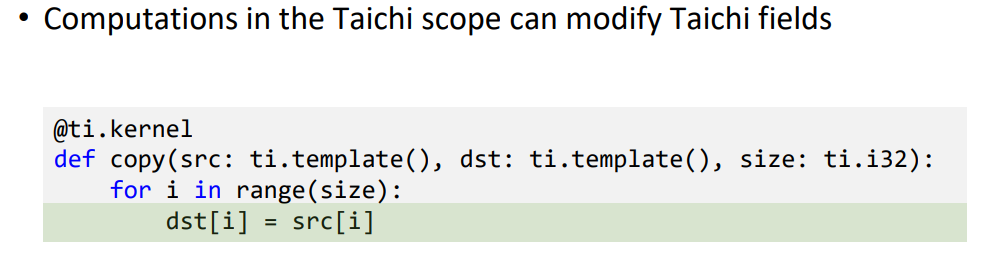 • Computations in the Taichi scope can modify Taichi fields
@ti.kernel
def copy(src: ti.template(), dst: ti.template(), size: ti.i32):
    for i in range(size):
        dst[i] = src[i]